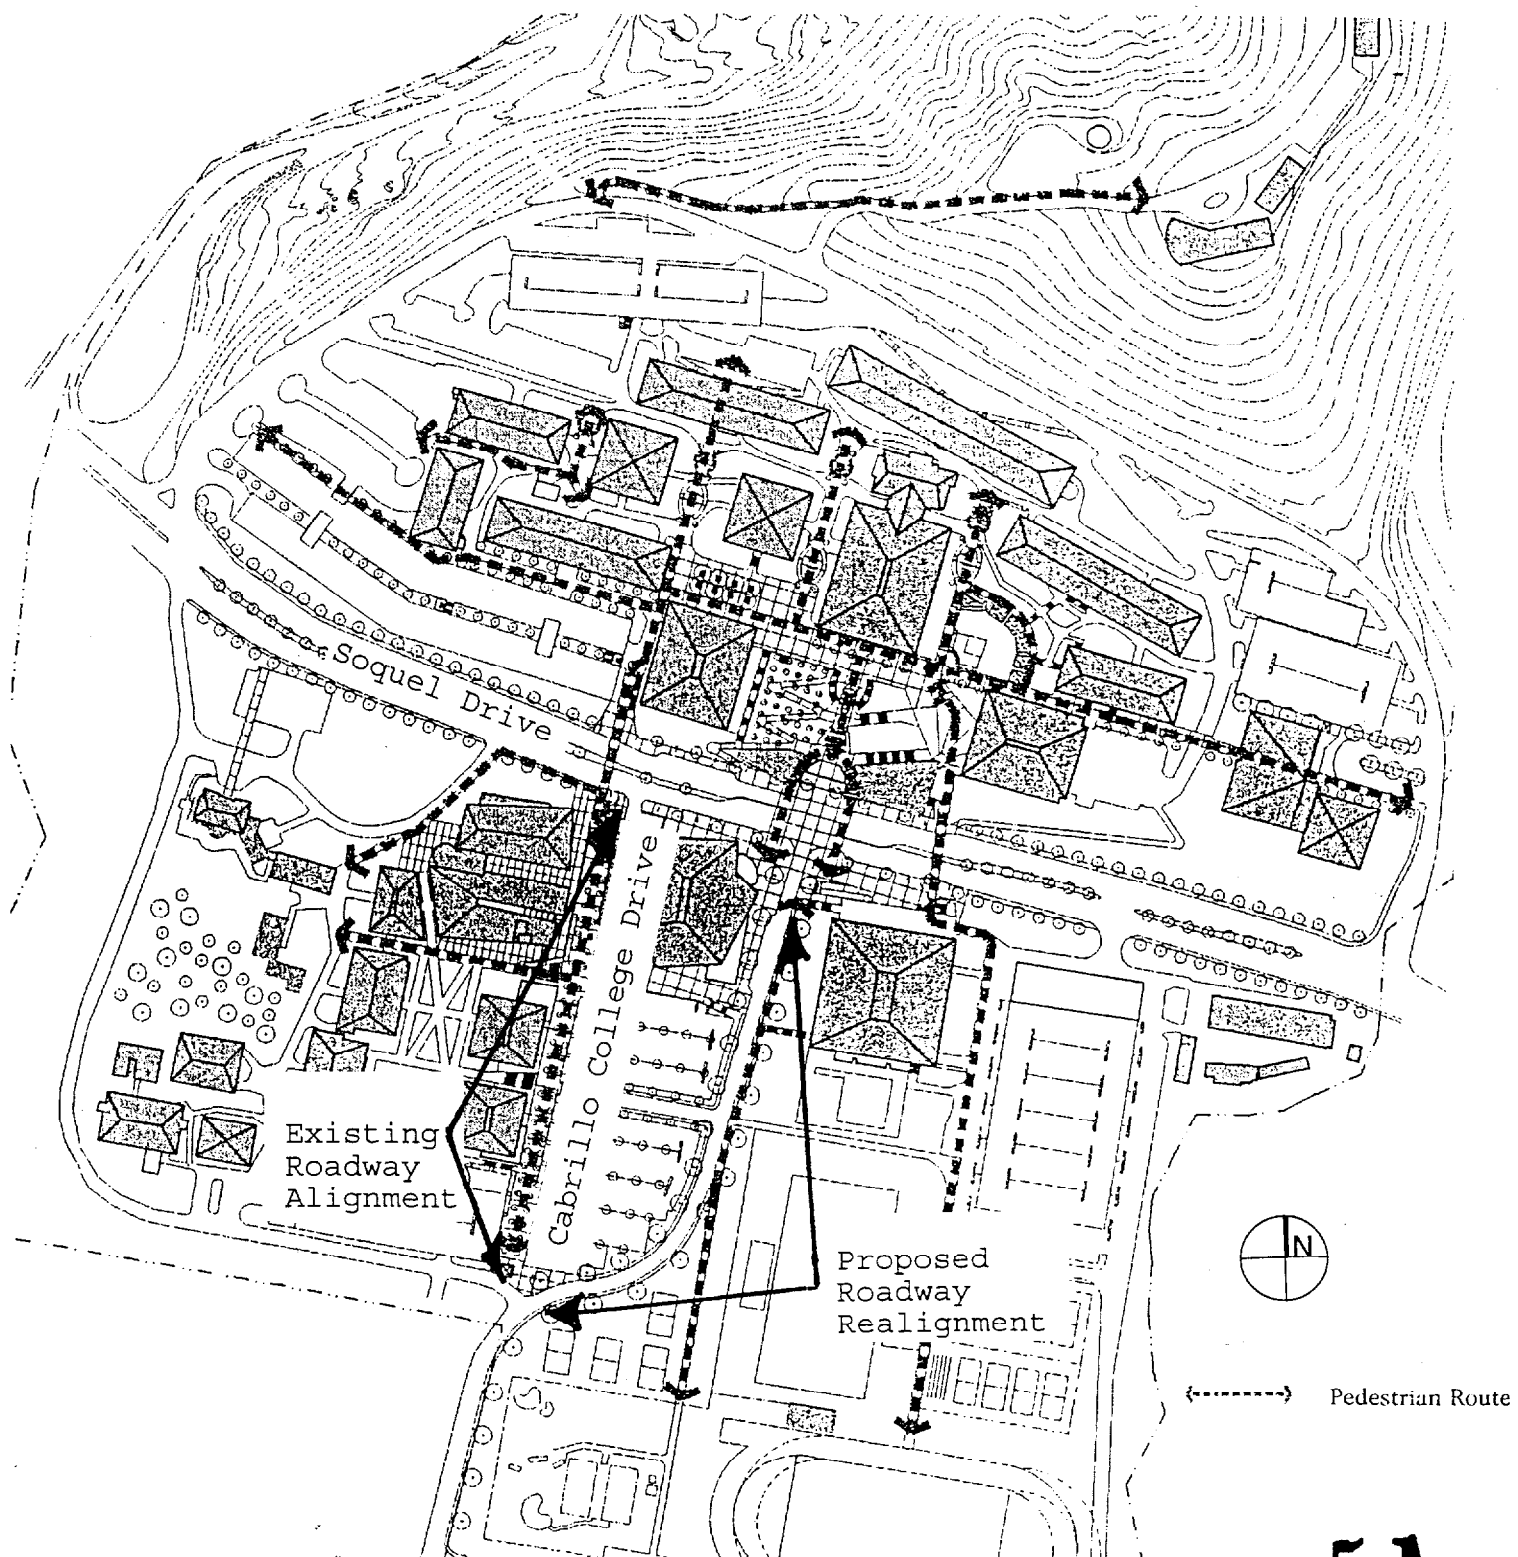 Soquel Drive
Cabrillo College Drive
Existing
Roadway
Alignment
Proposed
Roadway
Realignment
N
Pedestrian Route